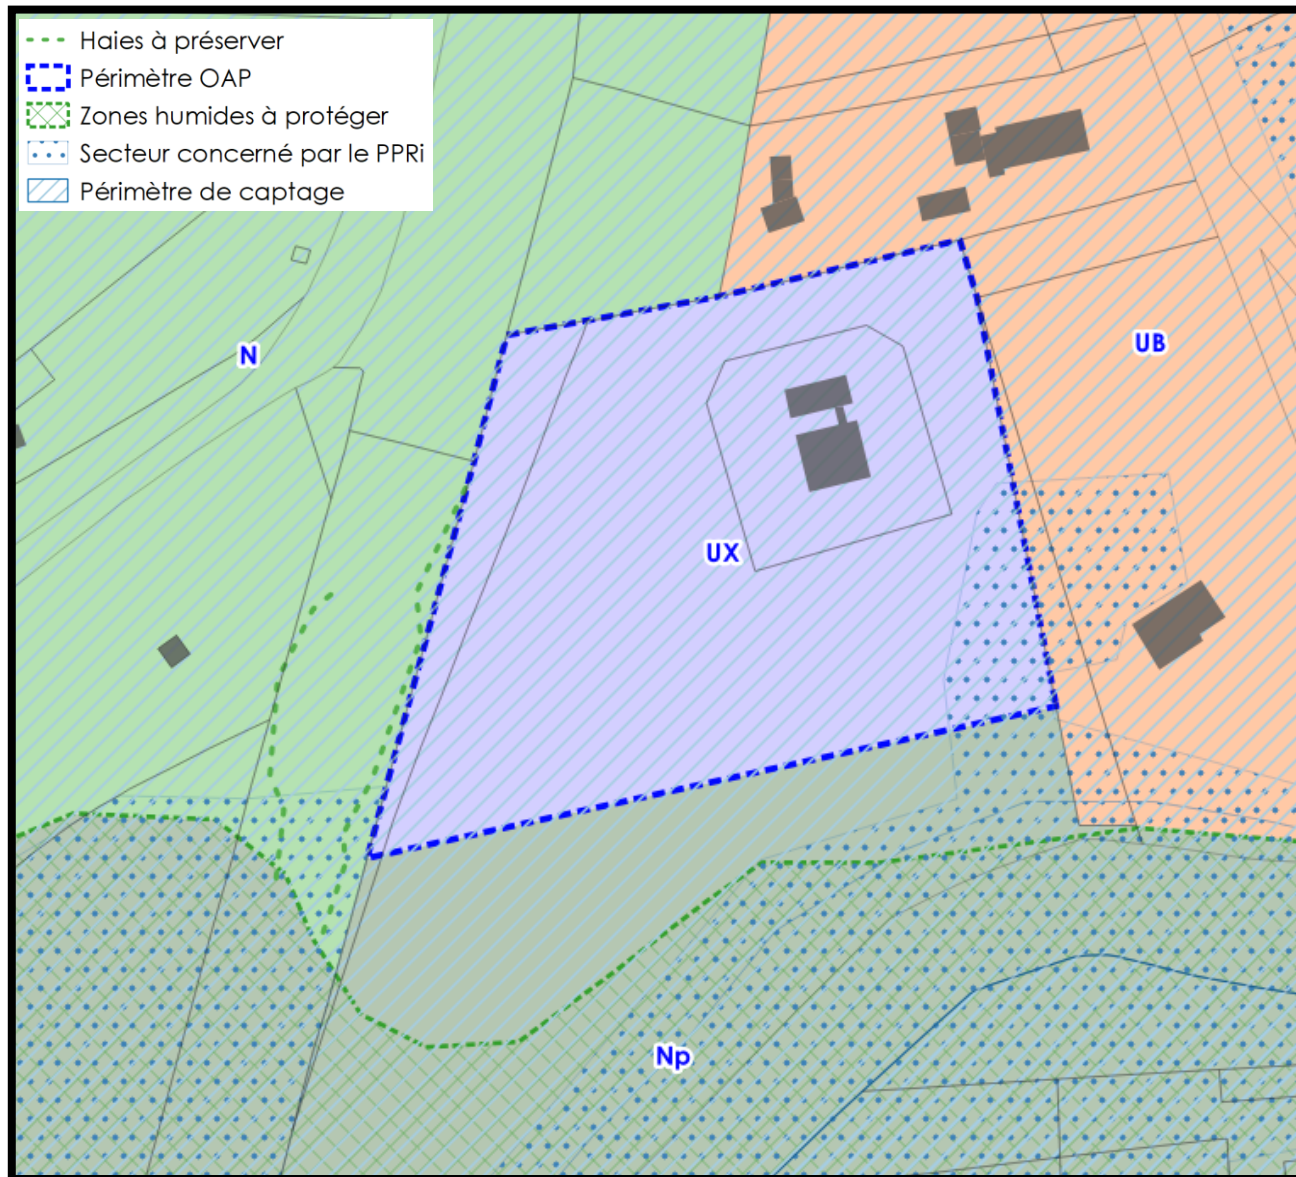 Haies à préserver
Périmètre OAP
Zones humides à protéger
Secteur concerné par le PPRi
Périmètre de captage
N
UB
UX
Np